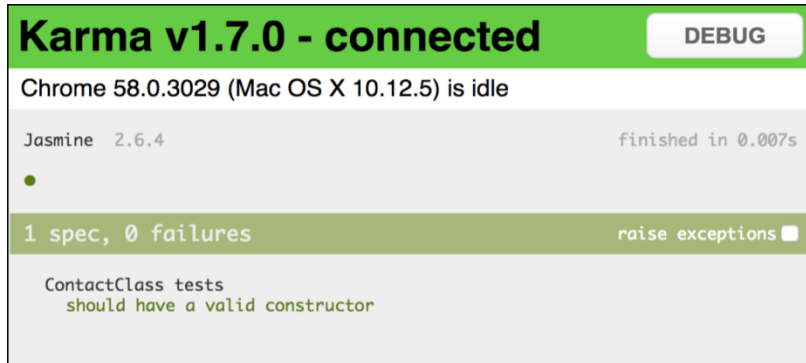 Karma v1.7.0 - connected
DEBUG
Chrome 58.0.3029 (Mac OS X 10.12.5) is idle
Jasmine 2.6.4
finished in 0.007s
1 spec, 0 failures
raise exceptions
ContactClass tests
should have a valid constructor